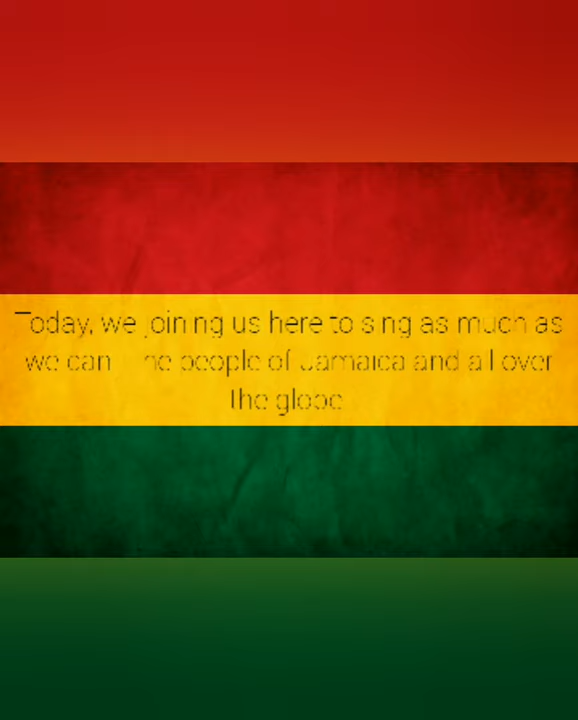 Today, we joining us here to sing as much as
we can The people of Jamaica and all over
the globe